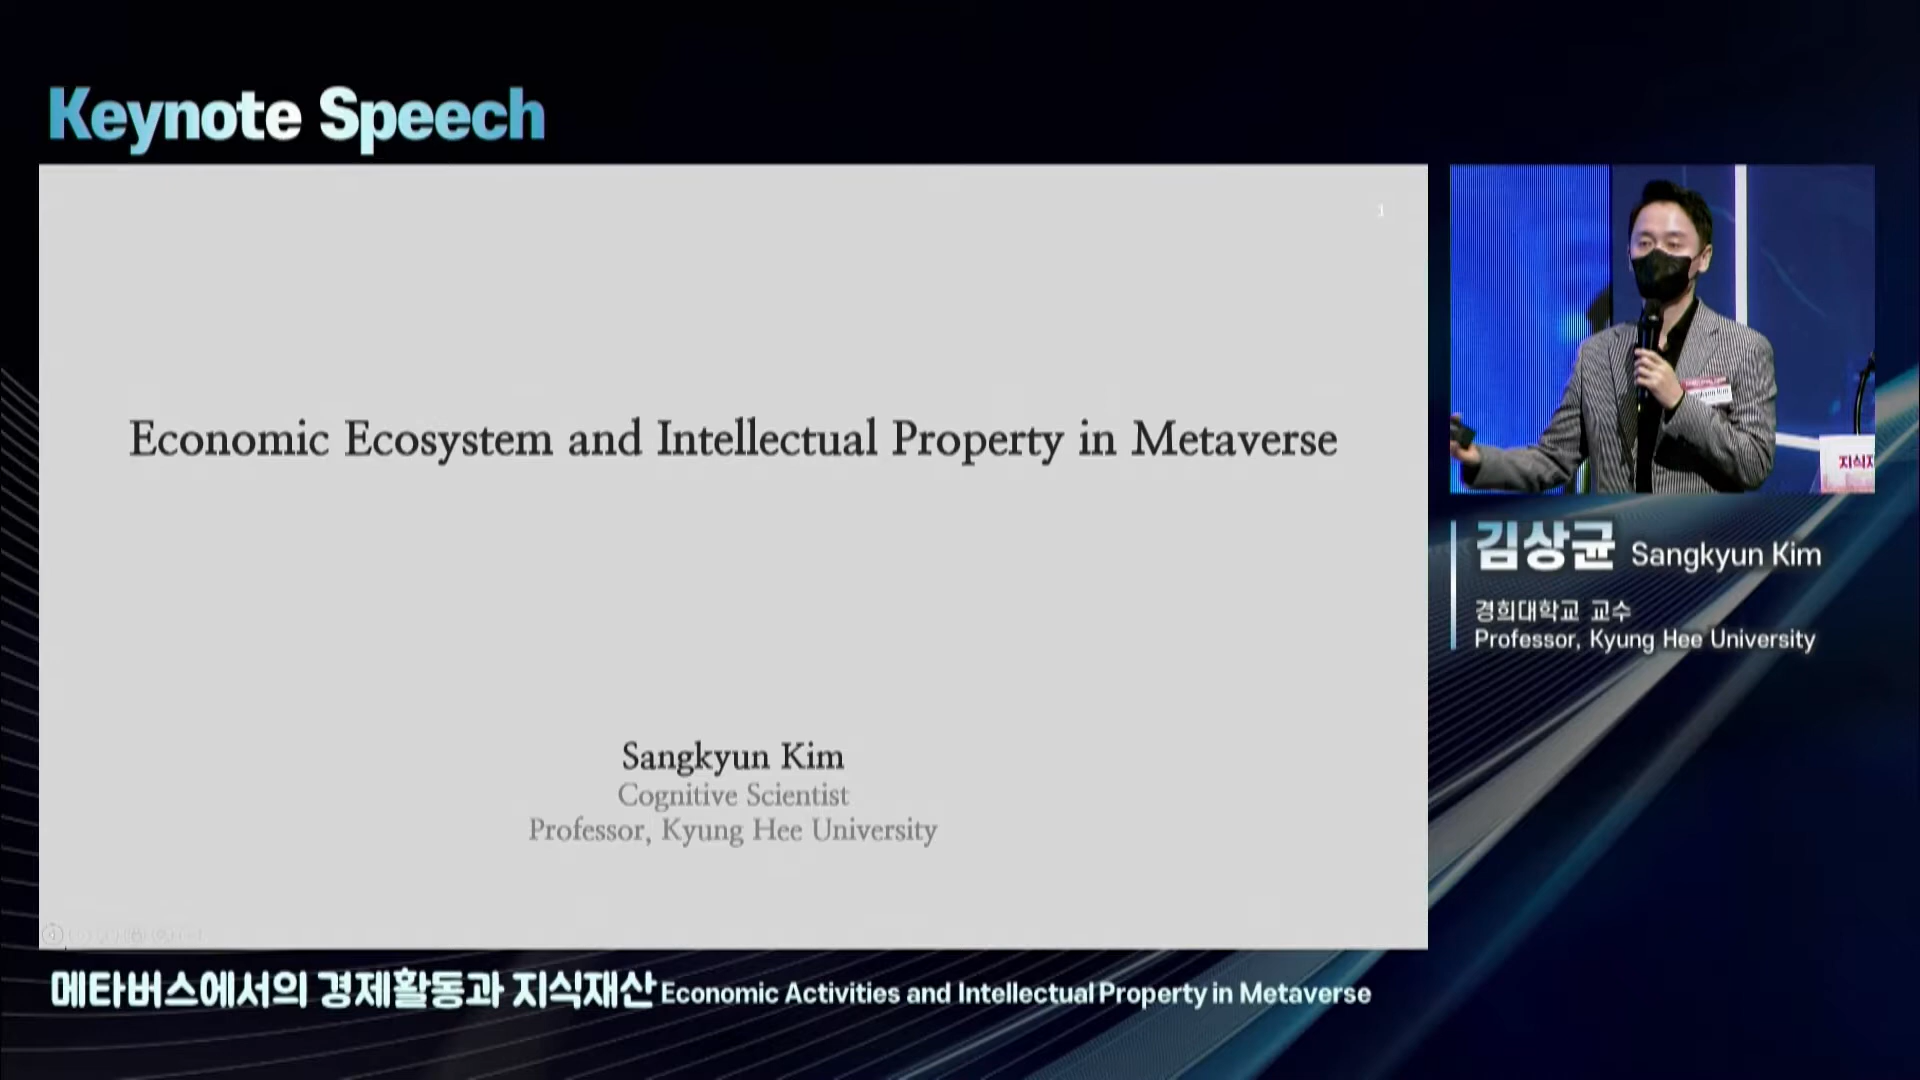 Keynote Speech
1
Economic Ecosystem and Intellectual Property in Metaverse
Sangkyun Kim
Cognitive Scientist
Professor, Kyung Hee University
김상균 Sangkyun Kim
경희대학교 교수
Professor, Kyung Hee University
메타버스에서의 경제활동과 지식재산 Economic Activities and Intellectual Property in Metaverse